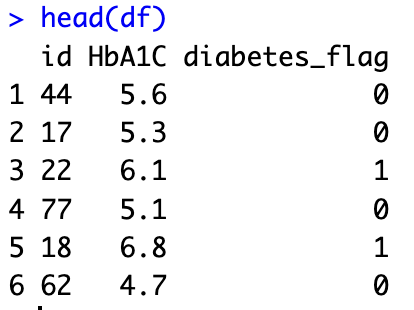 > head(df)
id HbA1C diabetes_flag
1 44 5.6 0
2 17 5.3 0
3 22 6.1 1
4 77 5.1 0
5 18 6.8 1
6 62 4.7 0